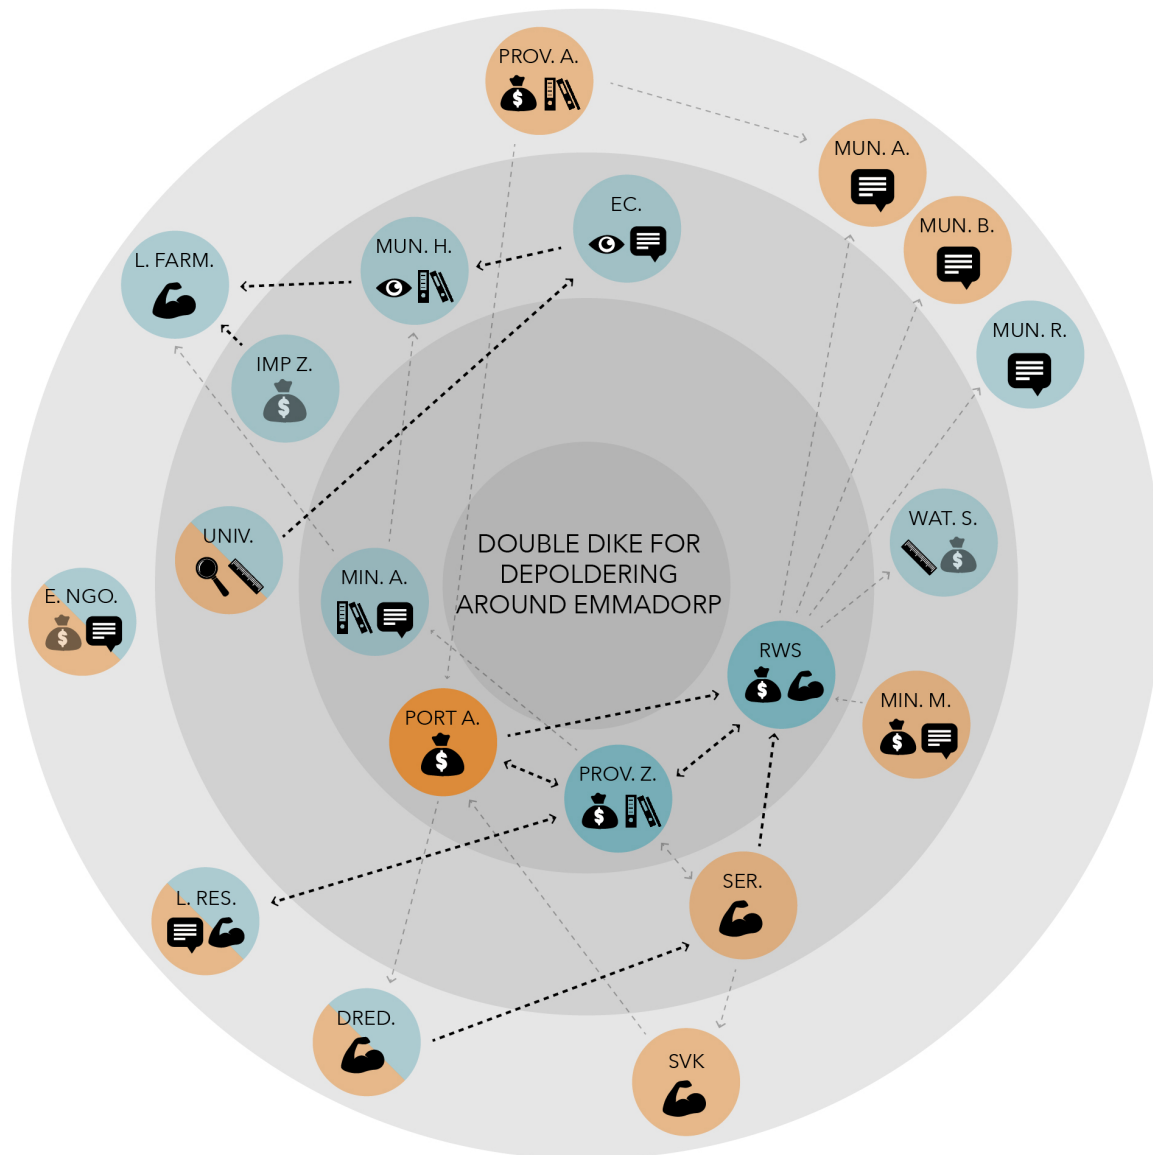 PROV. A.
MUN. A.
EC.
MUN. B.
MUN. H.
L. FARM.
MUN. R.
IMP Z.
$
$
WAT. S.
UNIV.
DOUBLE DIKE FOR
DEPOLDERING
AROUND EMMADORP
MIN. A.
E. NGO.
$
$
RWS
$
MIN. M.
$
PORT A.
$
PROV. Z.
$
SER.
L. RES.
DRED.
SVK